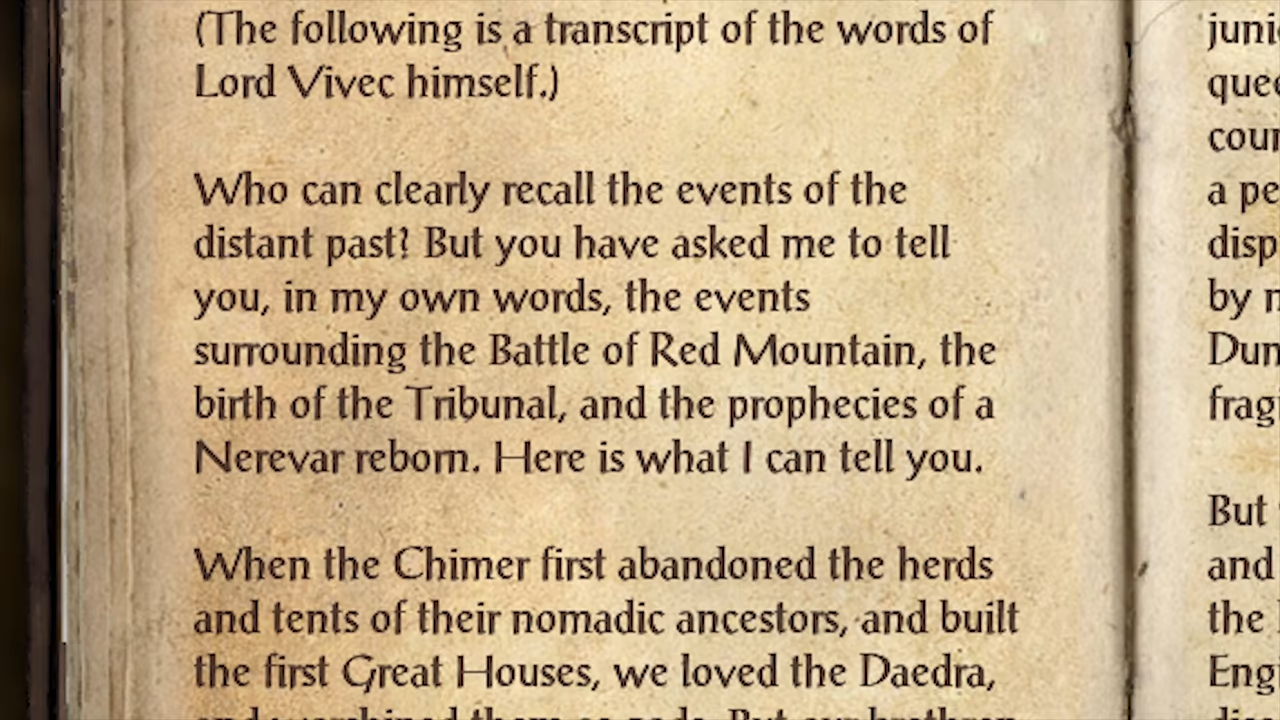 (The following is a transcript of the words of
Lord Vivec himself.)
Who can clearly recall the events of the
distant past? But you have asked me to tell
you, in my own words, the events
surrounding the Battle of Red Mountain, the
birth of the Tribunal, and the prophecies of a
Nerevar reborn. Here is what I can tell you.
When the Chimer first abandoned the herds
and tents of their nomadic ancestors, and built
the first Great Houses, we loved the Daedra,
a pe
by
But
and
the